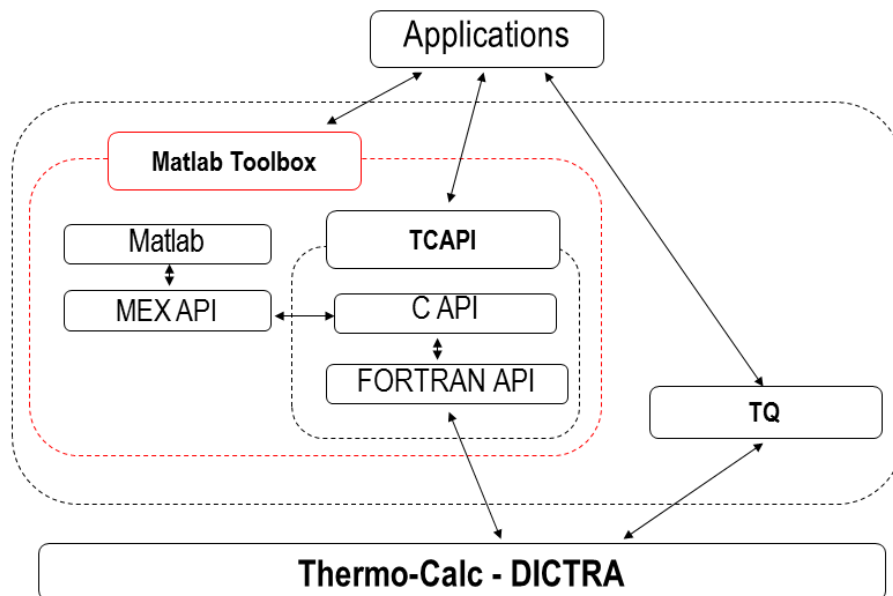 Applications
Matlab Toolbox
Matlab
TCAPI
MEX API
C API
FORTRAN API
TQ
Thermo-Calc - DICTRA